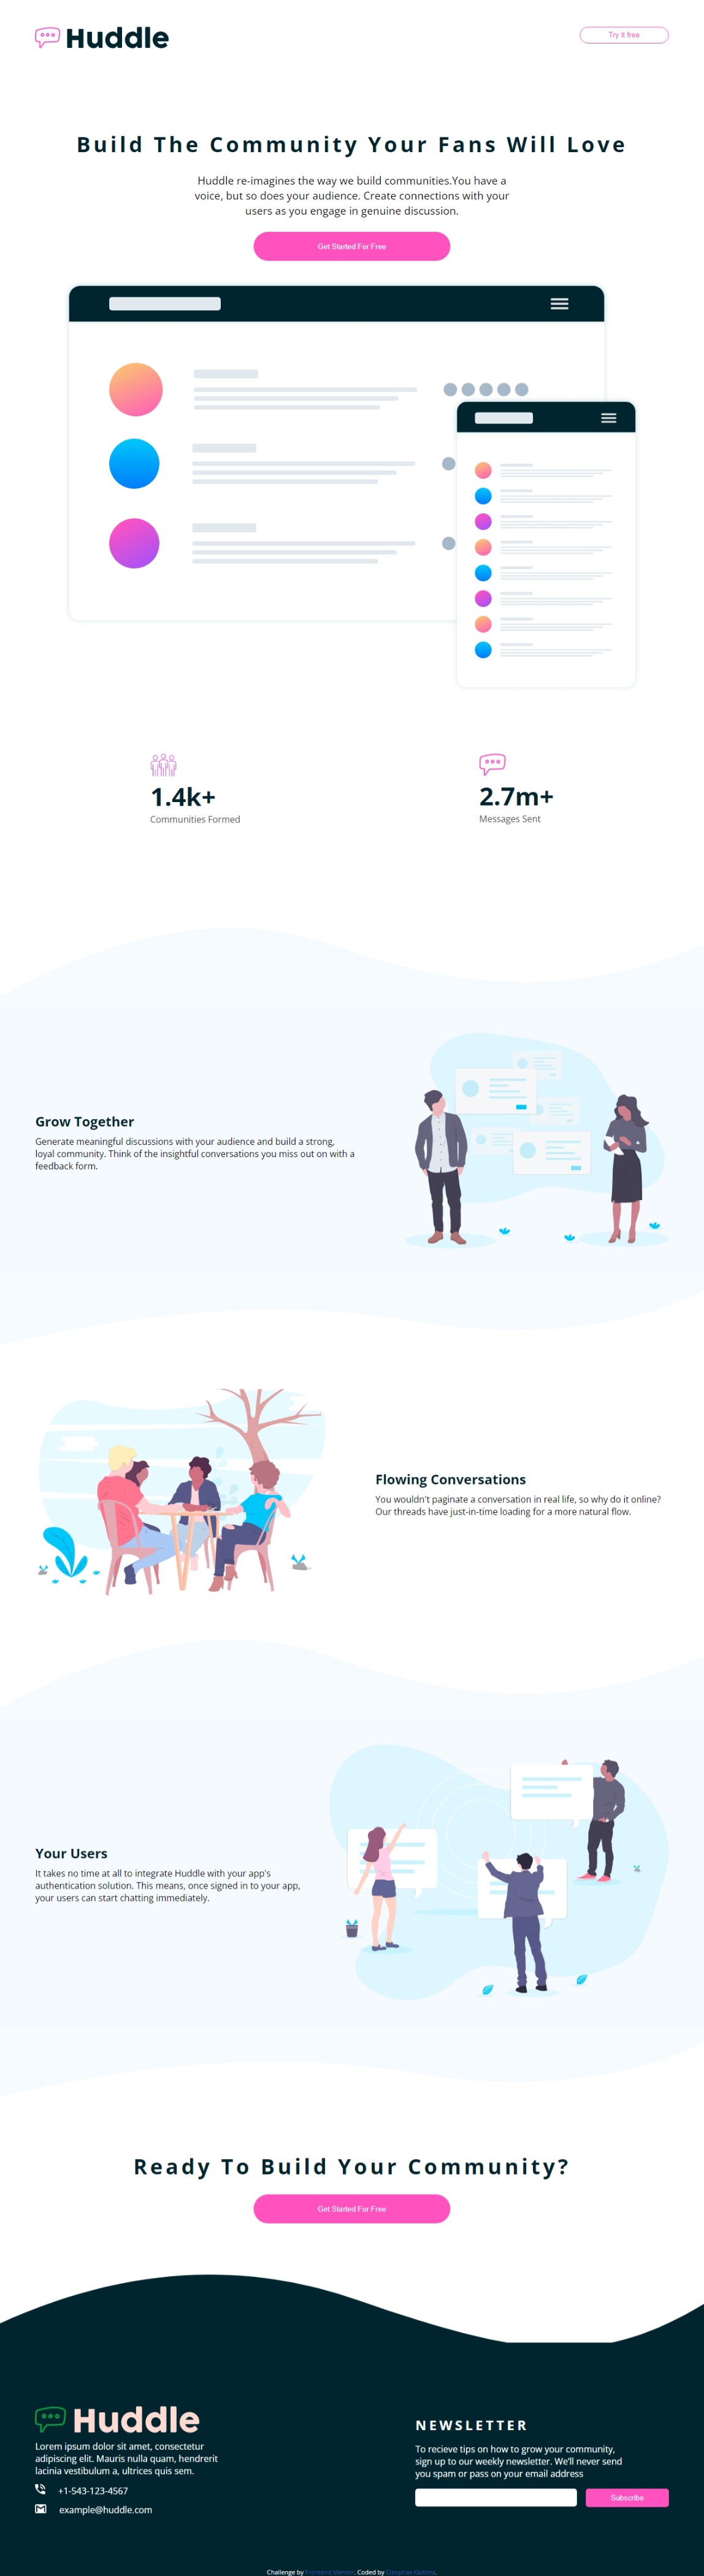 Huddle
Try it free
Build The Community Your Fans Will Love
Huddle re-imagines the way we build communities.You have a
voice, but so does your audience. Create connections with your
users as you engage in genuine discussion.
Get Started For Free
1.4k+
Communities Formed
2.7m+
Messages Sent
Grow Together
Generate meaningful discussions with your audience and build a strong,
loyal community. Think of the insightful conversations you miss out on with a
feedback form.
Flowing Conversations
You wouldn't paginate a conversation in real life, so why do it online?
Our threads have just-in-time loading for a more natural flow.
Your Users
It takes no time at all to integrate Huddle with your app's
authentication solution. This means, once signed in to your app,
your users can start chatting immediately.
Ready To Build Your Community?
Get Started For Free
Huddle
Lorem ipsum dolor sit amet, consectetur
adipiscing elit. Mauris nulla quam, hendrerit
lacinia vestibulum a, ultrices quis sem.
+1-543-123-4567
example@huddle.com
NEWSLETTER
To recieve tips on how to grow your community,
sign up to our weekly newsletter. We'll never send
you spam or pass on your email address
Subscribe
Challenge by Frontend Mentor. Coded by